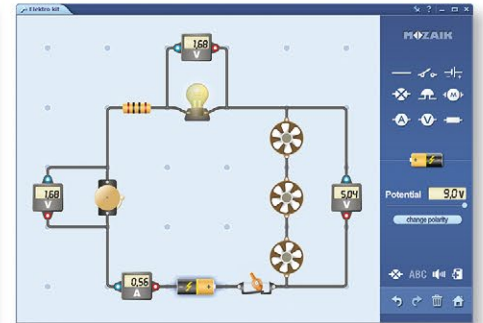 Elektro kit
MOZAIK
1,68
V
1,68
V
5,04
V
0,56
A
M
A
V
Potential 9,0 V
change polarity
ABC